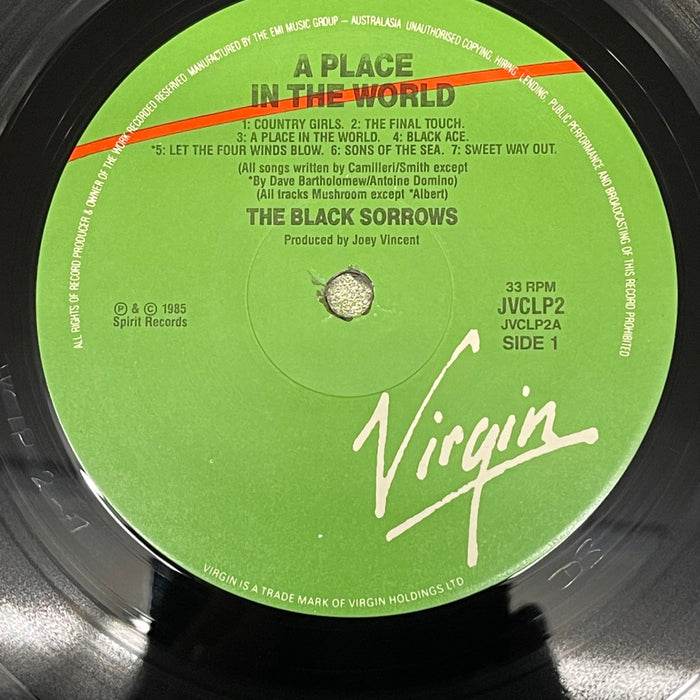 ALL RIGHTS OF RECORD PRODUCER & OWNER OF THE WORK RECORDED RESERVED MANUFACTURED BY THE EMI MUSIC GROUP – AUSTRALASIA UNAUTHORISED COPYING, HIRING, LENDING, PUBLIC PERFORMANCE AND BROADCASTING OF THIS RECORD PROHIBITED
A PLACE
IN THE WORLD
1: COUNTRY GIRLS. 2: THE FINAL TOUCH.
3: A PLACE IN THE WORLD. 4: BLACK ACE.
*5: LET THE FOUR WINDS BLOW. 6: SONS OF THE SEA. 7: SWEET WAY OUT.
(All songs written by Camilleri/Smith except
*By Dave Bartholomew/Antoine Domino)
(All tracks Mushroom except *Albert)
THE BLACK SORROWS
Produced by Joey Vincent
℗ & © 1985
Spirit Records
33 RPM
JVCLP2
JVCLP2A
SIDE 1
Virgin
VIRGIN IS A TRADE MARK OF VIRGIN HOLDINGS LTD